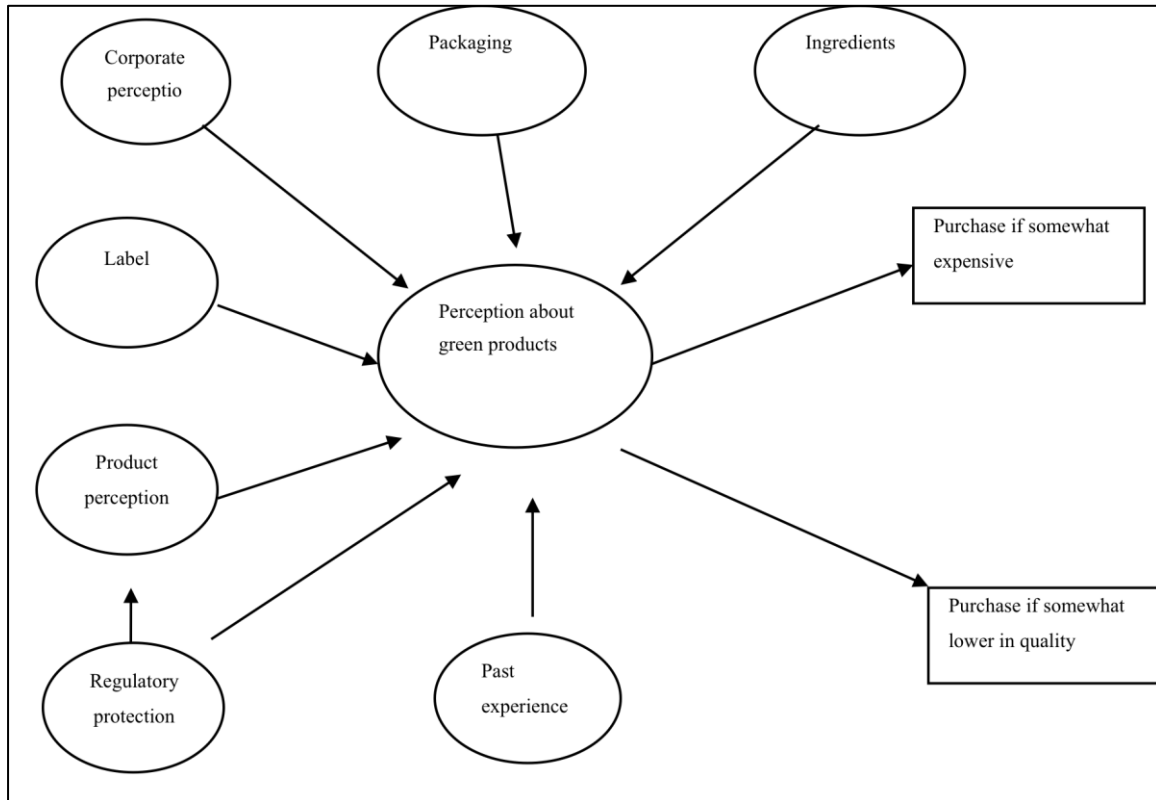 Corporate
perceptio
Packaging
Ingredients
Label
Perception about
green products
Purchase if somewhat
expensive
Product
perception
Purchase if somewhat
lower in quality
Regulatory
protection
Past
experience